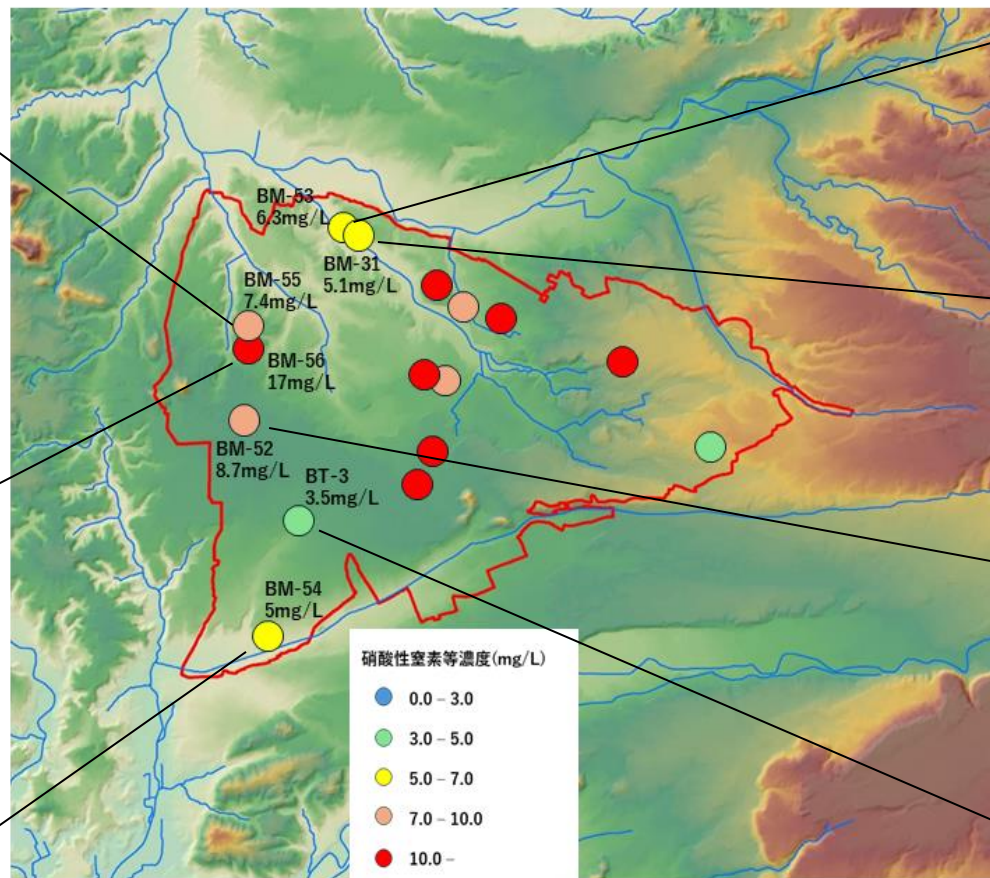 BM-53
6.3mg/L
BM-31
5.1mg/L
BM-55
7.4mg/L
BM-56
17mg/L
BM-52
8.7mg/L
BT-3
3.5mg/L
BM-54
5mg/L
硝酸性窒素等濃度(mg/L)
0.0 – 3.0
3.0 – 5.0
5.0 – 7.0
7.0 – 10.0
10.0 –